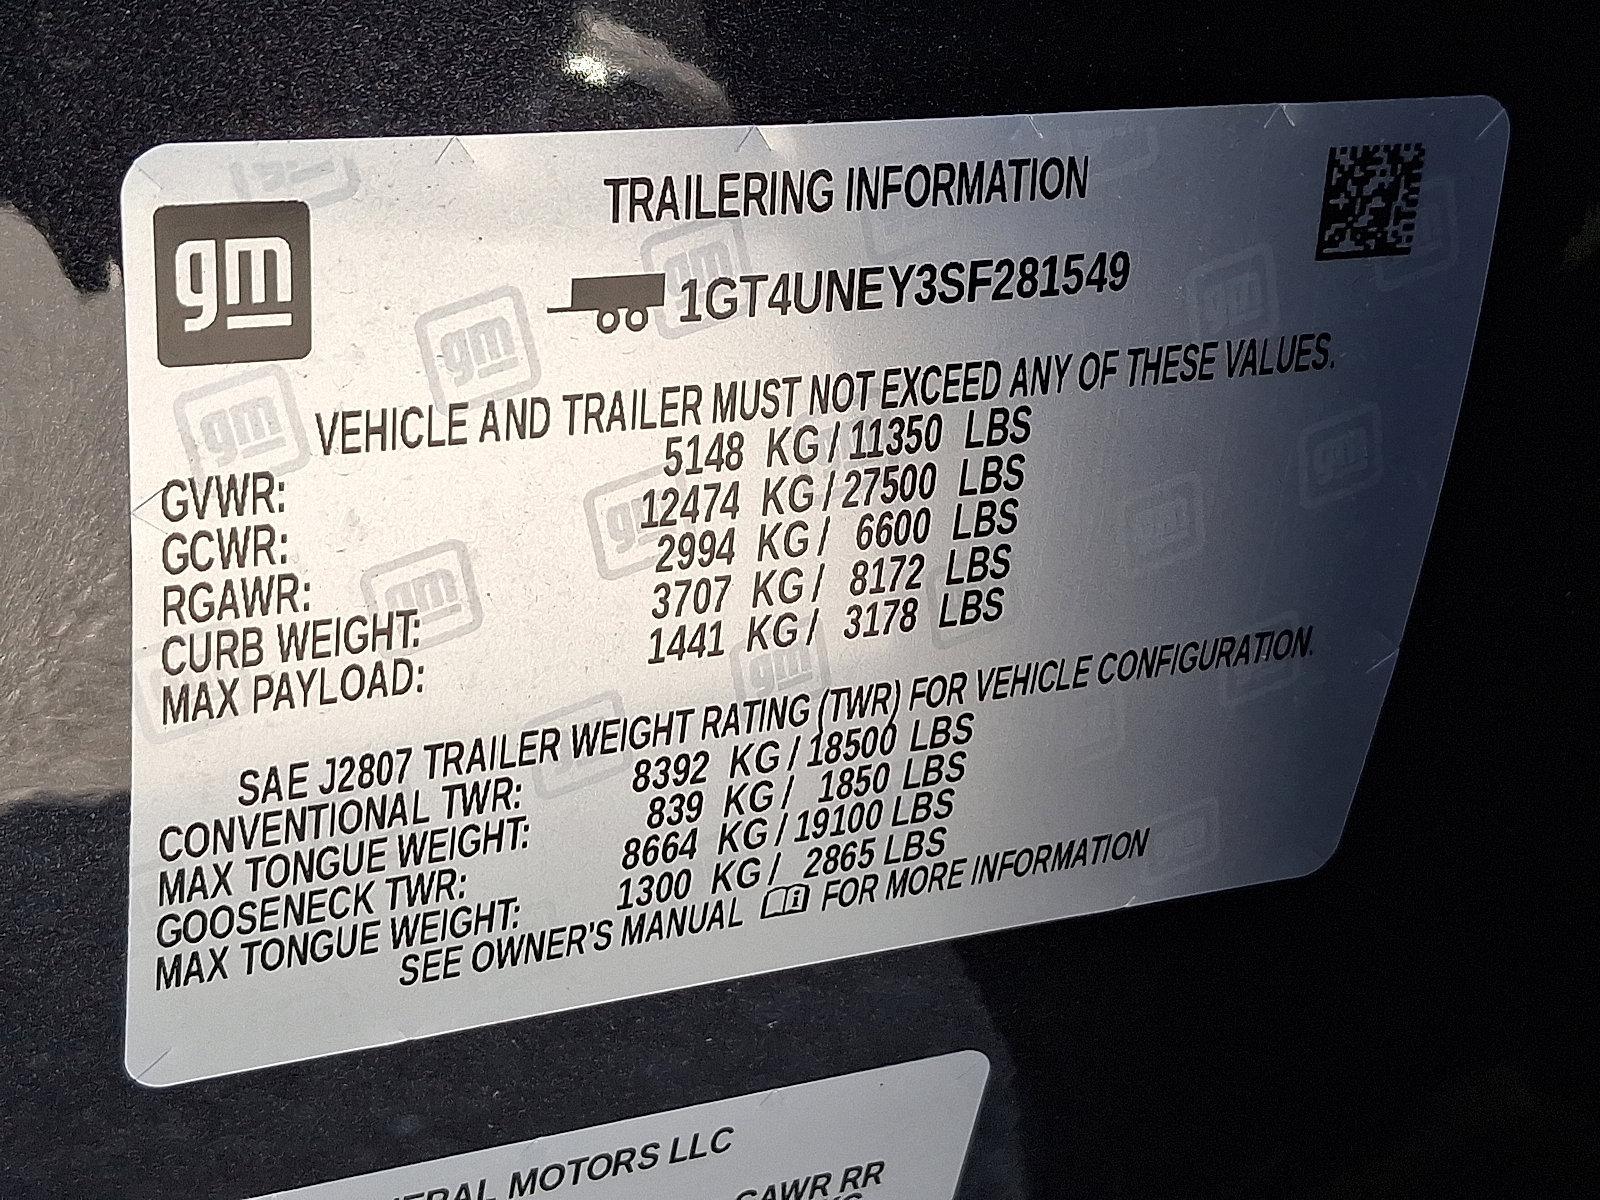 gm
TRAILERING INFORMATION
1GT4UNEY3SF281549
VEHICLE AND TRAILER MUST NOT EXCEED ANY OF THESE VALUES.
GVWR: 5148 KG / 11350 LBS
GCWR: 12474 KG / 27500 LBS
RGAWR: 2994 KG / 6600 LBS
CURB WEIGHT: 3707 KG / 8172 LBS
MAX PAYLOAD: 1441 KG / 3178 LBS
SAE J2807 TRAILER WEIGHT RATING (TWR) FOR VEHICLE CONFIGURATION.
CONVENTIONAL TWR: 8392 KG / 18500 LBS
MAX TONGUE WEIGHT: 839 KG / 1850 LBS
GOOSENECK TWR: 8664 KG / 19100 LBS
MAX TONGUE WEIGHT: 1300 KG / 2865 LBS
SEE OWNER'S MANUAL FOR MORE INFORMATION
MOTORS LLC
GAWR RR